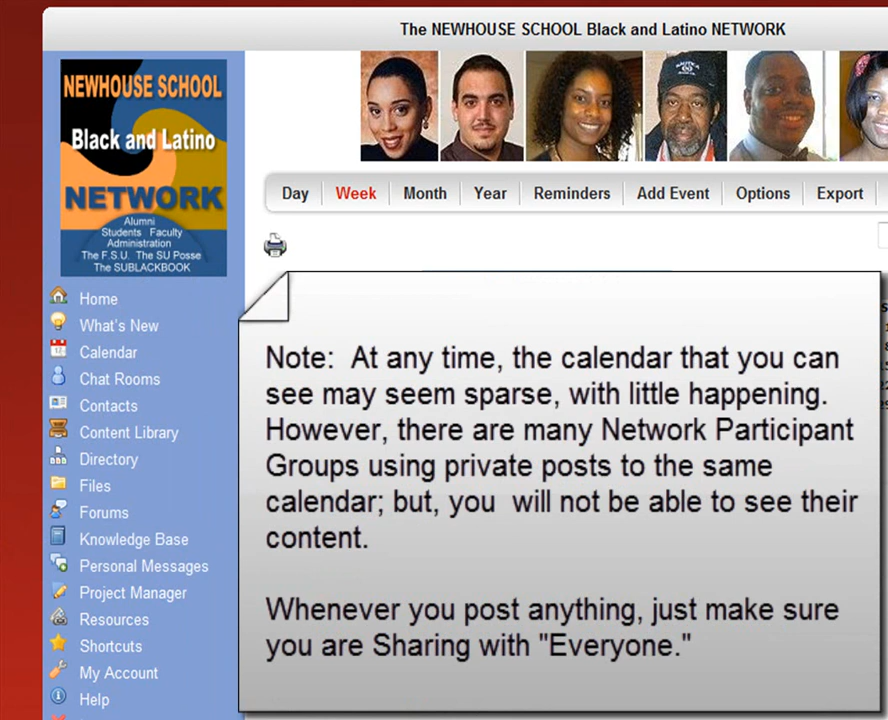 The NEWHOUSE SCHOOL Black and Latino NETWORK
NEWHOUSE SCHOOL
Black and Latino
NETWORK
Alumni
Students Faculty
Administration
The F.S.U. The SU Posse
The SUBLACKBOOK
Day Week Month Year Reminders Add Event Options Export
Home
What's New
Calendar
Chat Rooms
Contacts
Content Library
Directory
Files
Forums
Knowledge Base
Personal Messages
Project Manager
Resources
Shortcuts
My Account
Help
Note: At any time, the calendar that you can
see may seem sparse, with little happening.
However, there are many Network Participant
Groups using private posts to the same
calendar; but, you will not be able to see their
content.
Whenever you post anything, just make sure
you are Sharing with "Everyone."